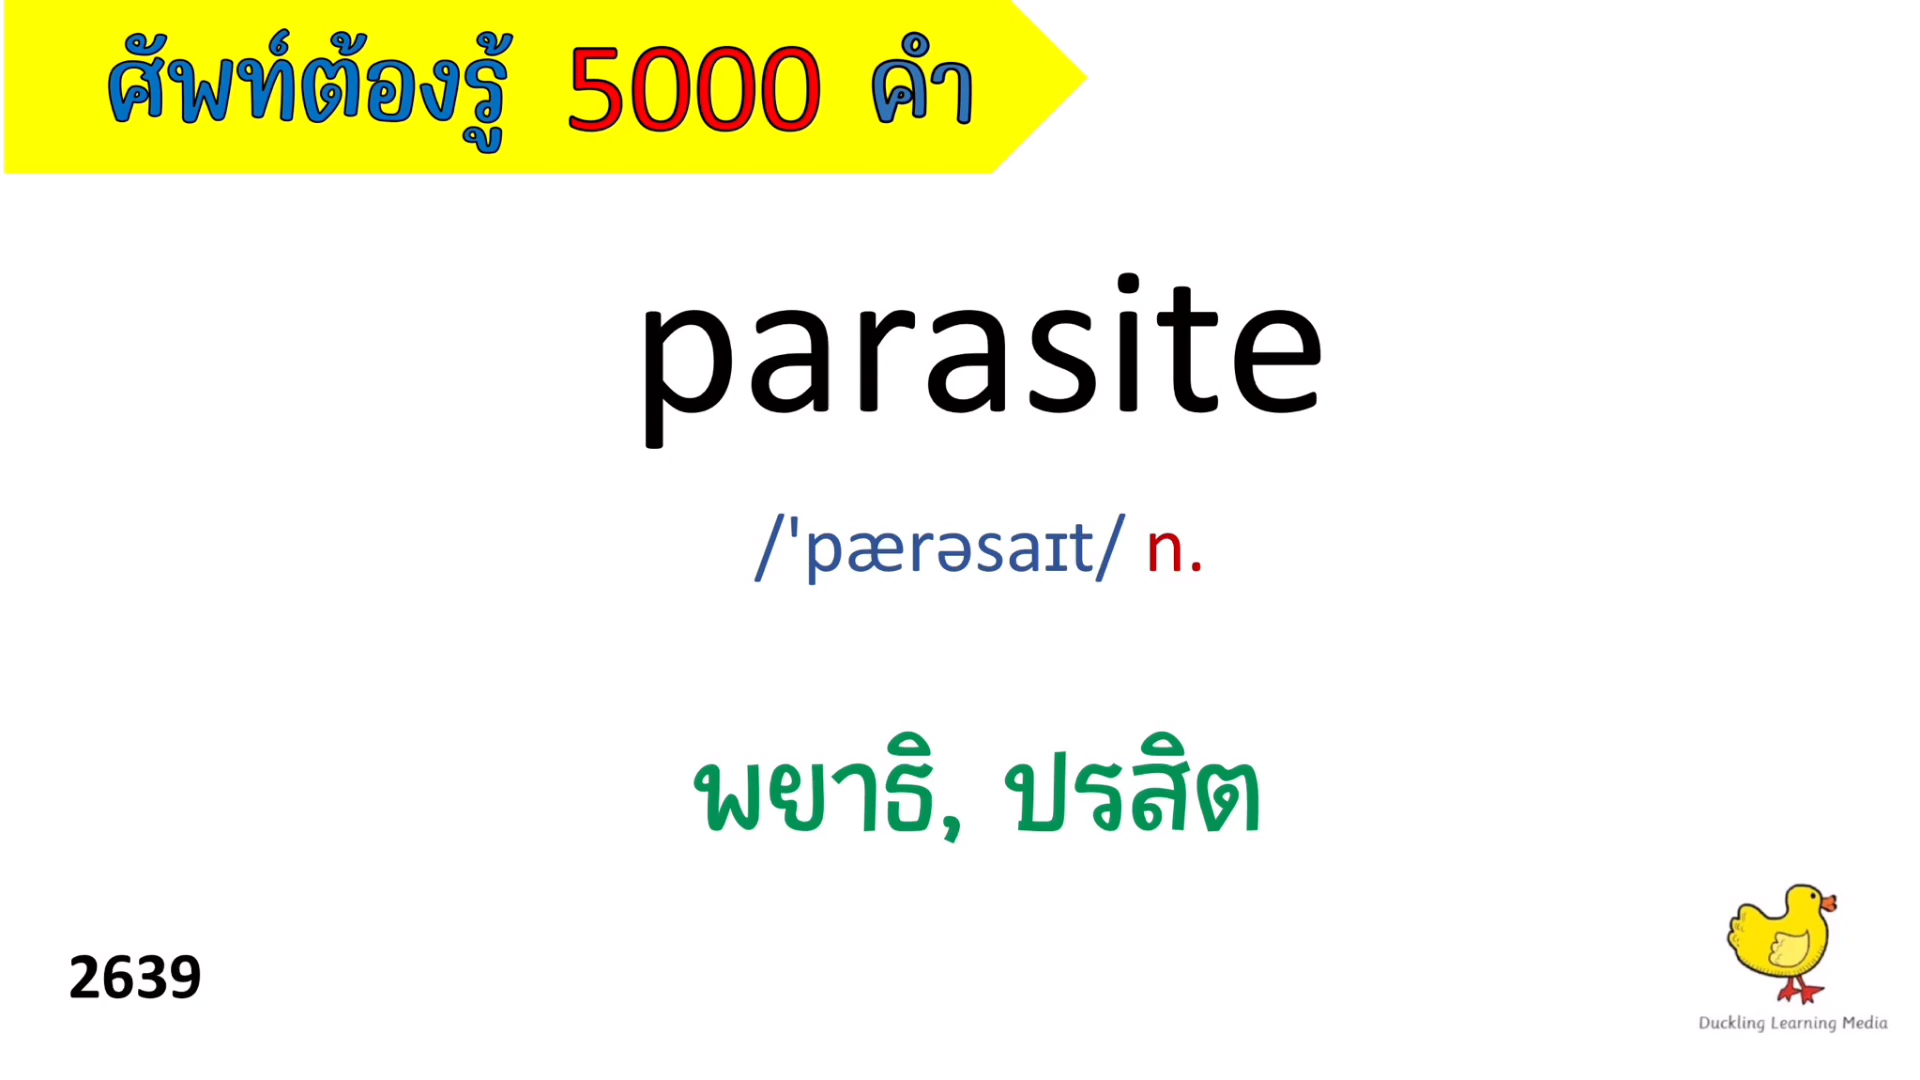 ศัพท์ต้องรู้ 5000 คำ
parasite
/'pærəsaɪt/ n.
พยาธิ, ปรสิต
2639
Duckling Learning Media